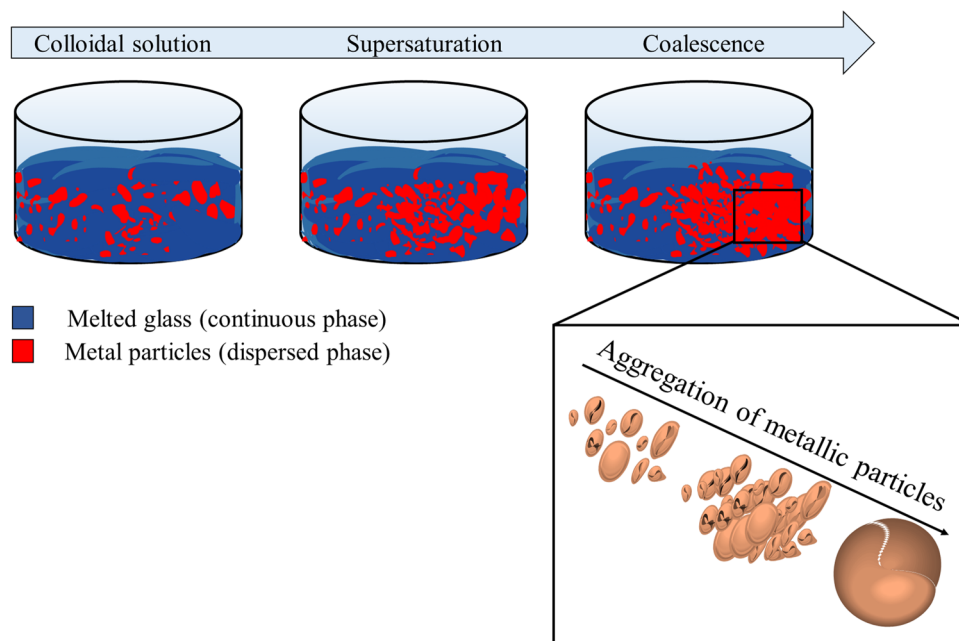 Colloidal solution
Supersaturation
Coalescence
Melted glass (continuous phase)
Metal particles (dispersed phase)
Aggregation of metallic particles